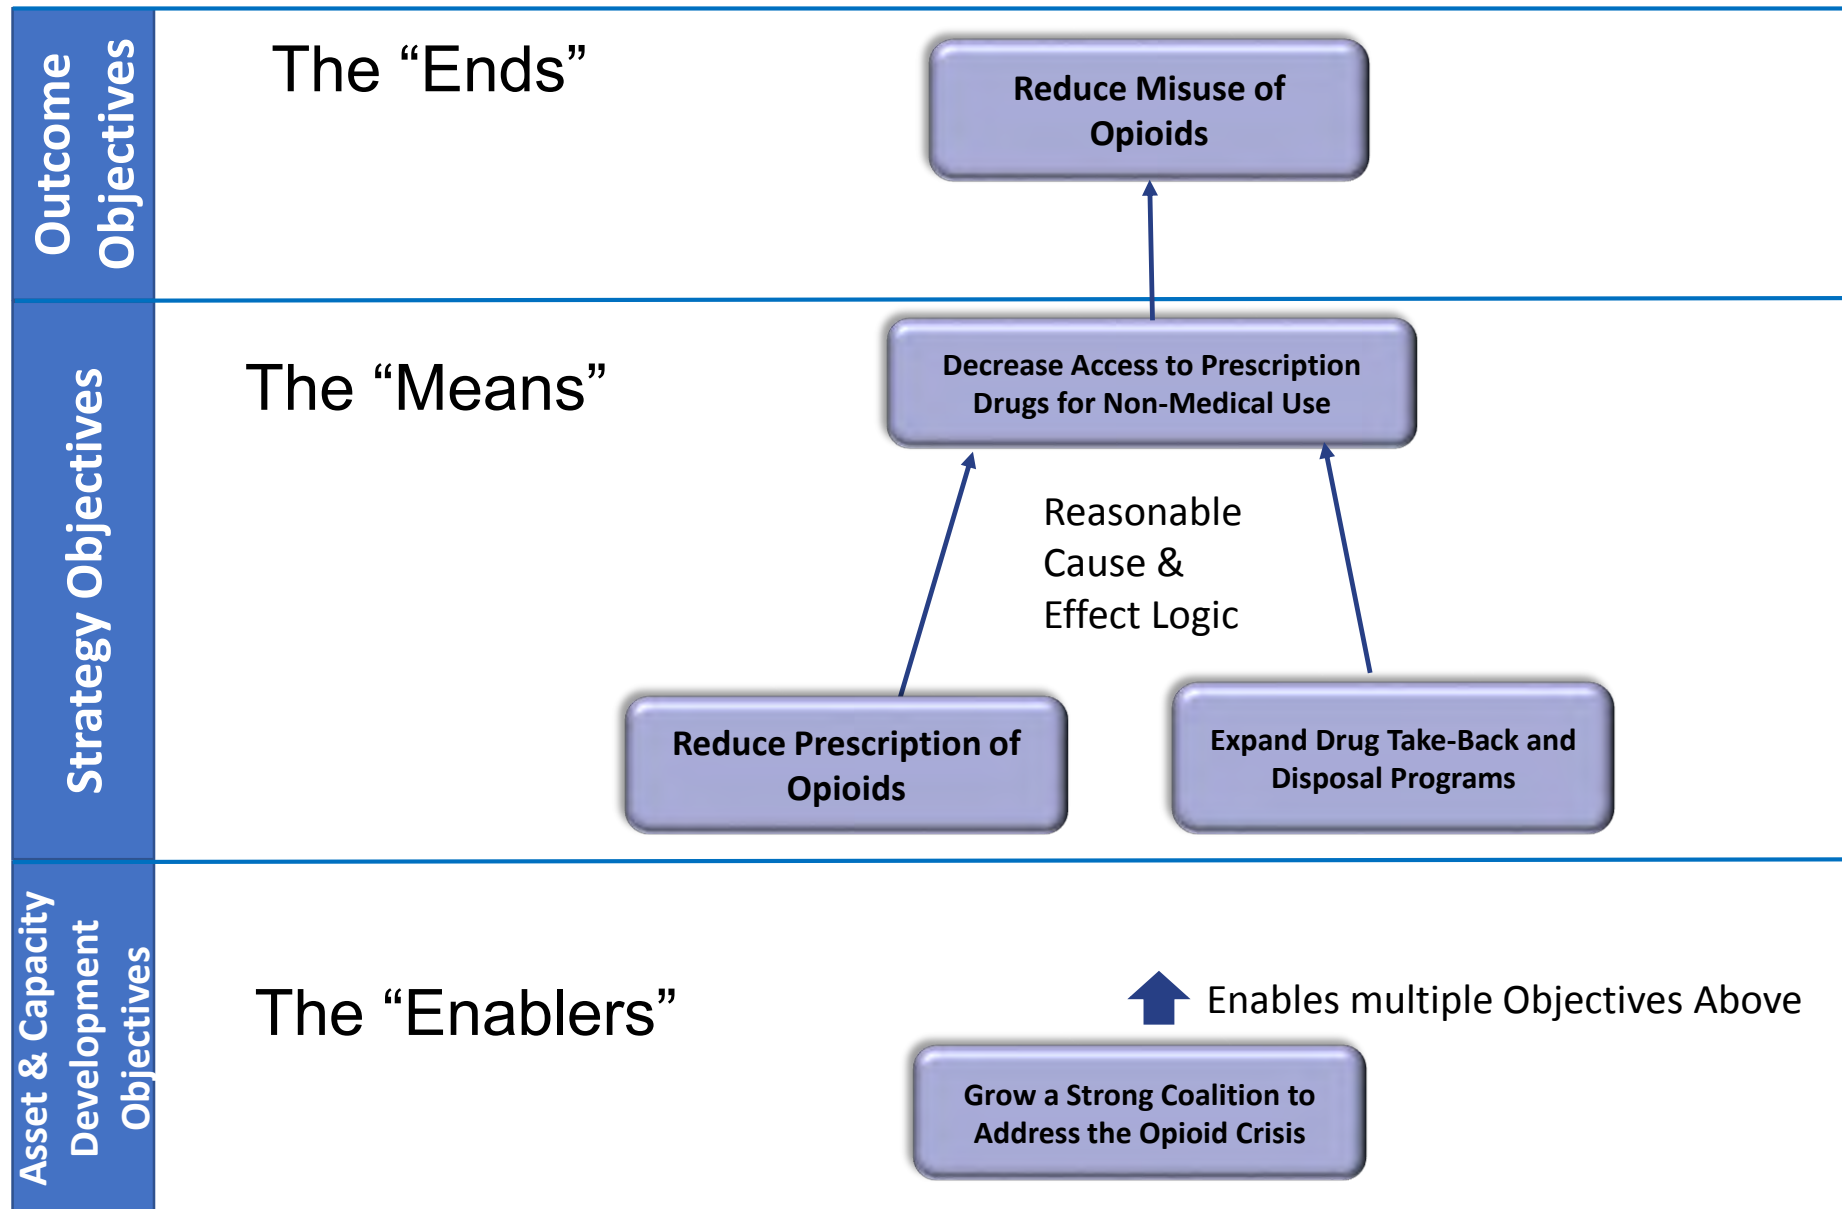 Outcome
Objectives
The “Ends”
Reduce Misuse of
Opioids
Strategy Objectives
The “Means”
Decrease Access to Prescription
Drugs for Non-Medical Use
Reasonable
Cause &
Effect Logic
Reduce Prescription of
Opioids
Expand Drug Take-Back and
Disposal Programs
Asset & Capacity
Development
Objectives
The “Enablers”
Enables multiple Objectives Above
Grow a Strong Coalition to
Address the Opioid Crisis